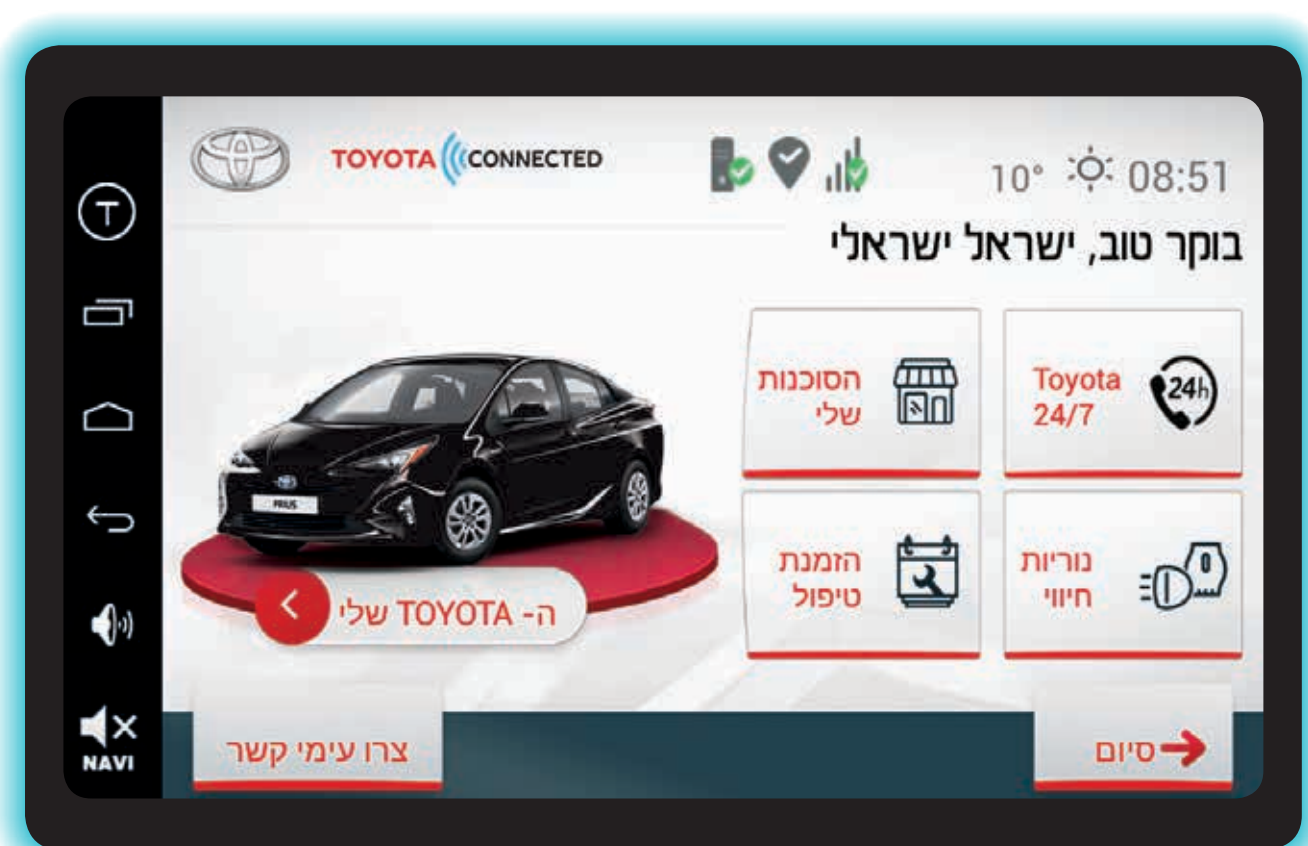 TOYOTA CONNECTED
10° 08:51
בוקר טוב, ישראל ישראלי
T
Toyota
24/7
24h
הסוכנות
שלי
נוריות
חיווי
הזמנת
טיפול
PRIUS
ה- TOYOTA שלי
סיום
צרו עימי קשר
NAVI